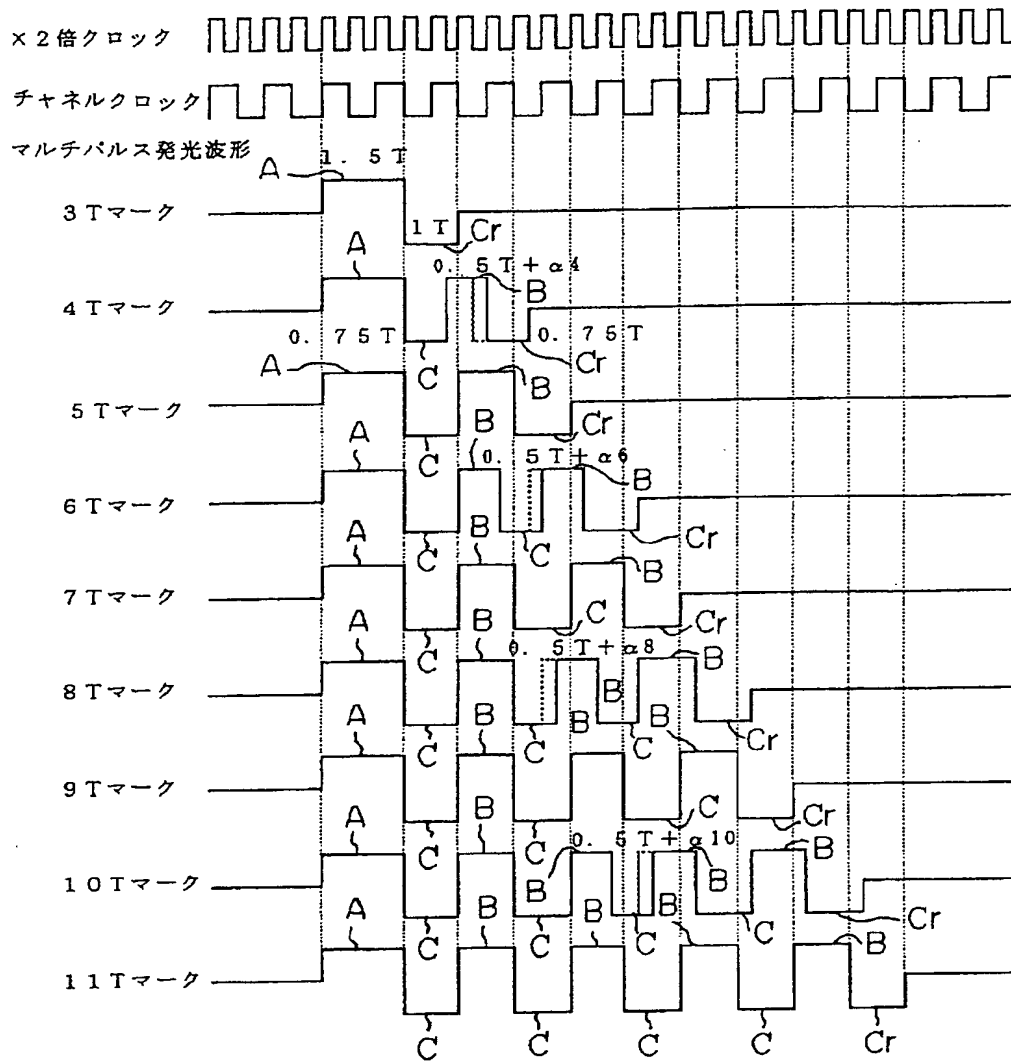 ×2倍クロック
チャネルクロック
マルチパルス発光波形
A 1. 5T
3Tマーク
1T Cr
A 0. 5T+α4
B
4Tマーク
0. 75T 0. 75T
A C Cr
B
5Tマーク
A B
C Cr
0. 5T+α6
B
6Tマーク
A C B C Cr
B
7Tマーク
A C B C Cr
0. 5T+α8
B
8Tマーク
B B B
A C B C C Cr
9Tマーク
A C B C C Cr
0. 5T+α10
B
10Tマーク
B B
A C B C B C B C Cr
B
11Tマーク
C C C C Cr